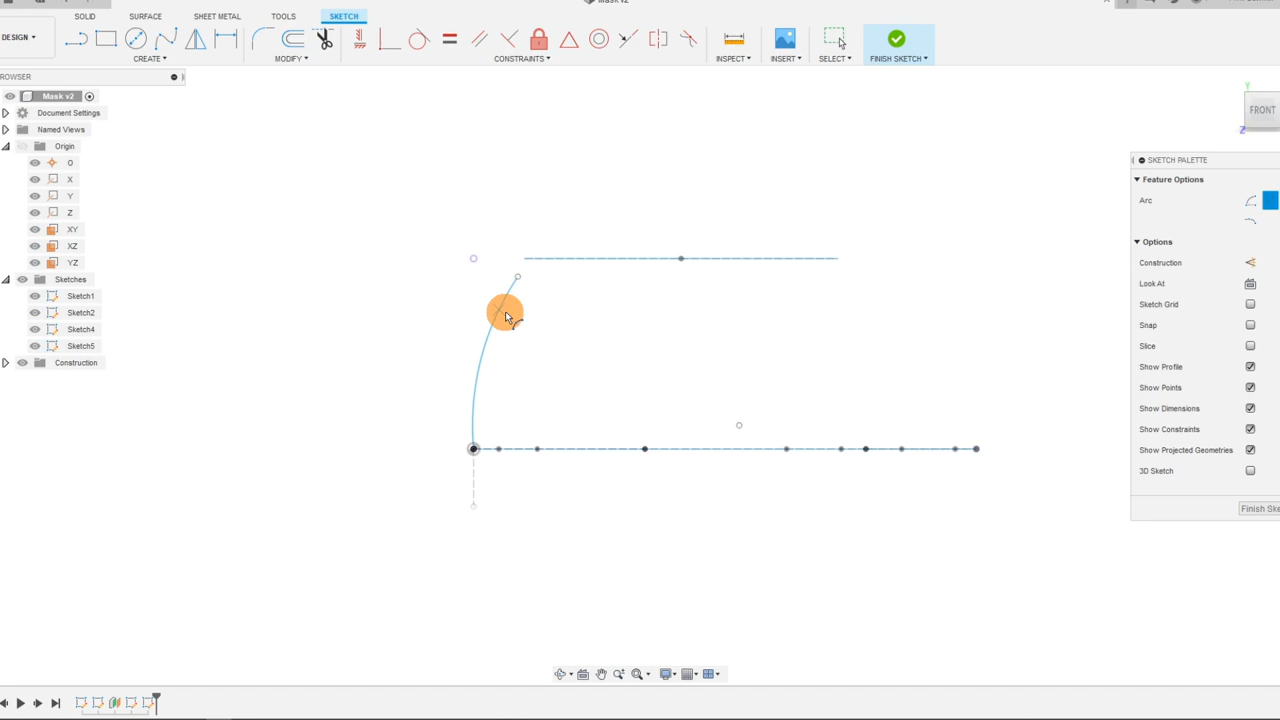 SOLID SURFACE SHEET METAL TOOLS SKETCH
DESIGN
CREATE MODIFY CONSTRAINTS INSPECT INSERT SELECT FINISH SKETCH
ROWSER
Mask v2
Document Settings
Named Views
Origin
O
X
Y
Z
XY
XZ
YZ
Sketches
Sketch1
Sketch2
Sketch4
Sketch5
Construction
Y
FRONT
Z
SKETCH PALETTE
Feature Options
Arc
Options
Construction
Look At
Sketch Grid
Snap
Slice
Show Profile
Show Points
Show Dimensions
Show Constraints
Show Projected Geometries
3D Sketch
Finish Ske